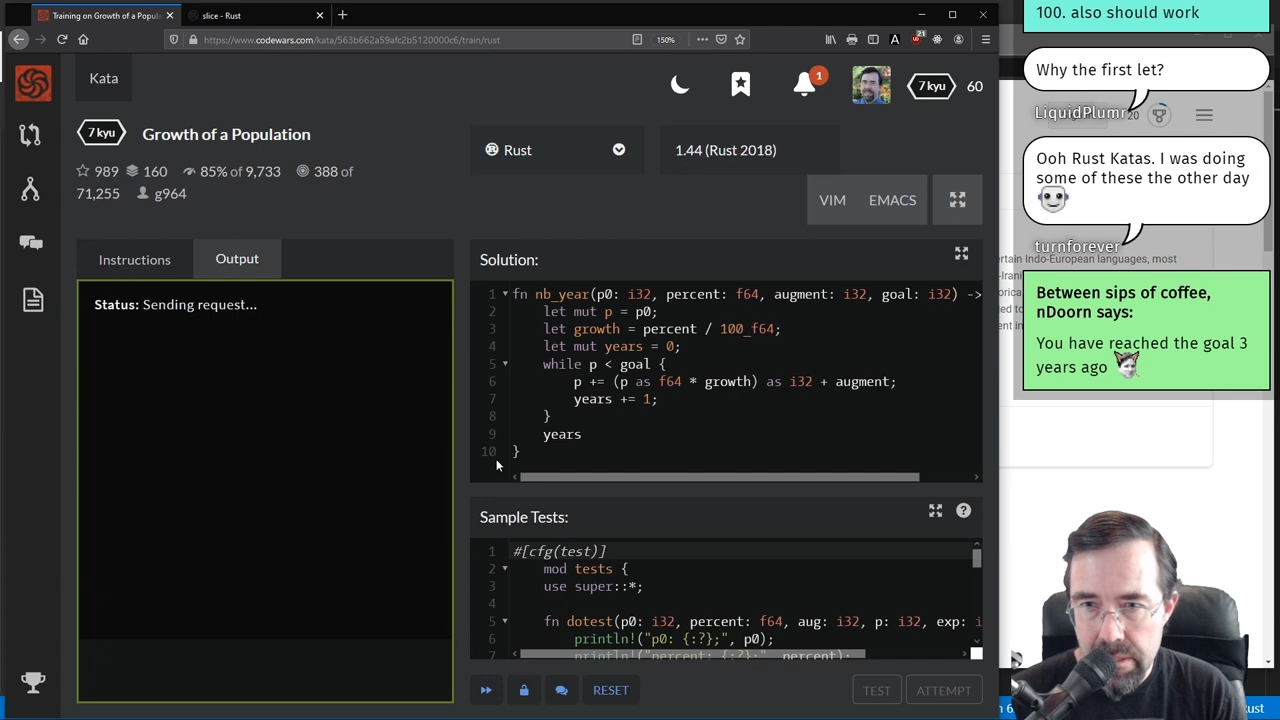 Training on Growth of a Popula
slice - Rust
https://www.codewars.com/kata/563b662a59afc2b5120000c6/train/rust
150%
21
Kata
1
7 kyu
60
7 kyu
Growth of a Population
989
160
85% of 9,733
388 of
71,255
g964
Rust
1.44 (Rust 2018)
VIM
EMACS
Instructions
Output
Status: Sending request...
Solution:
1 fn nb_year(p0: i32, percent: f64, augment: i32, goal: i32) ->
2 let mut p = p0;
3 let growth = percent / 100_f64;
4 let mut years = 0;
5 while p < goal {
6 p += (p as f64 * growth) as i32 + augment;
7 years += 1;
8 }
9 years
10 }
Sample Tests:
1 #[cfg(test)]
2 mod tests {
3 use super::*;
4
5 fn dotest(p0: i32, percent: f64, aug: i32, p: i32, exp: i
6 println!("p0: {:?};", p0);
7 println!("percent: {:?};", percent);
RESET
TEST
ATTEMPT
100. also should work
Why the first let?
LiquidPlumr
20
Ooh Rust Katas. I was doing
some of these the other day
turnforever
ertain Indo-European languages, most
Between sips of coffee,
nDoorn says:
You have reached the goal 3
years ago